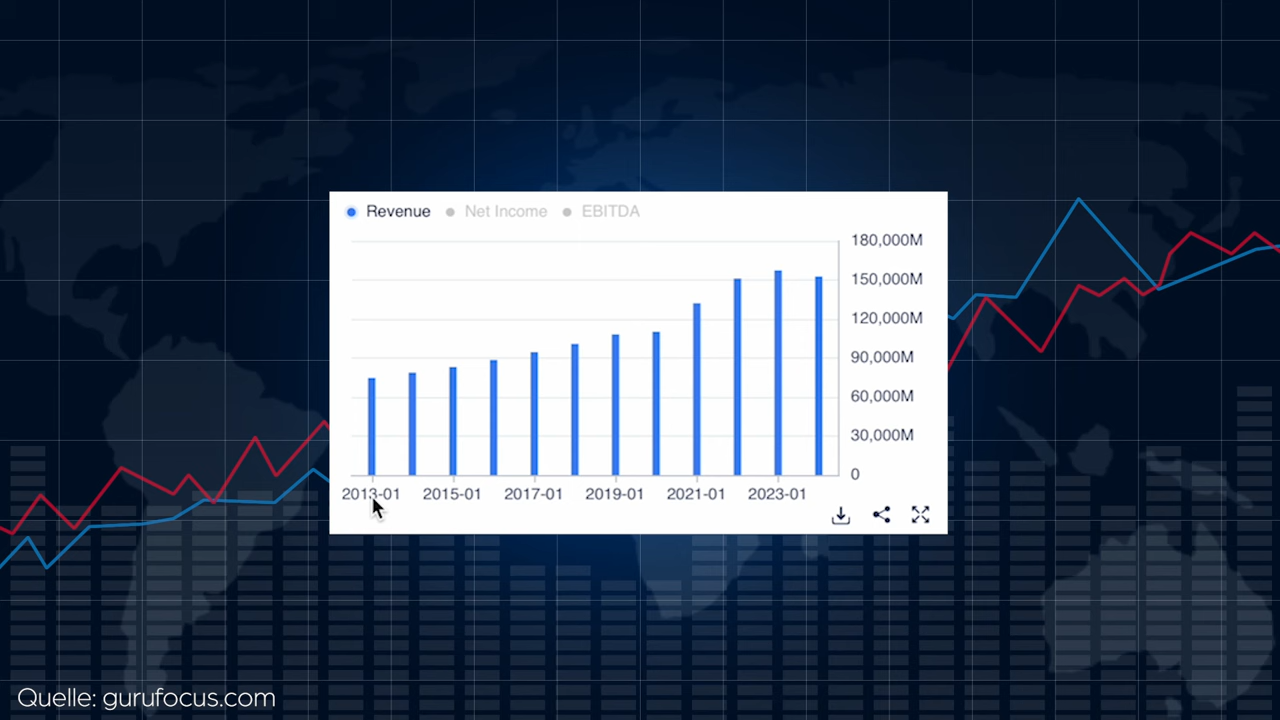 Revenue Net Income EBITDA
180,000M
150,000M
120,000M
90,000M
60,000M
30,000M
0
2013-01 2015-01 2017-01 2019-01 2021-01 2023-01
Quelle: gurufocus.com